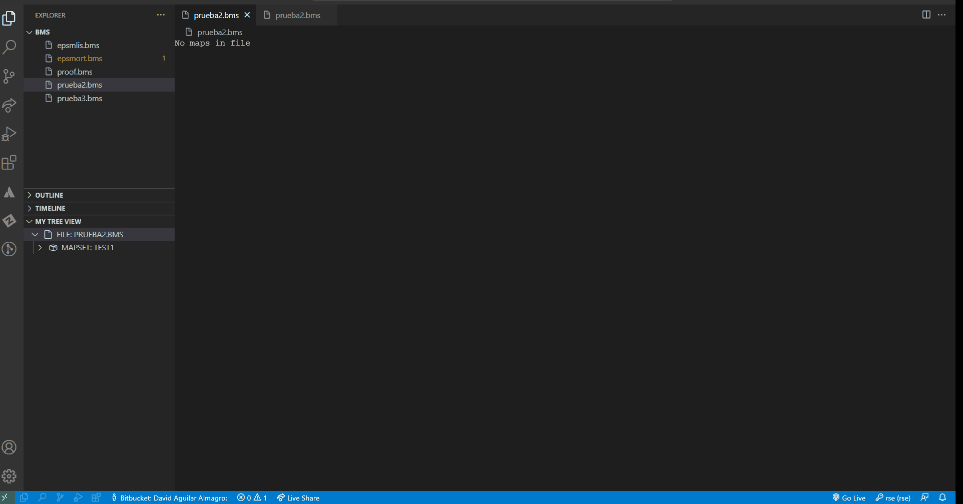 EXPLORER
BMS
epsmlis.bms
epsmort.bms 1
proof.bms
prueba2.bms
prueba3.bms
OUTLINE
TIMELINE
MY TREE VIEW
FILE: PRUEBA2.BMS
MAPSET: TEST1
prueba2.bms prueba2.bms
prueba2.bms
No maps in file
Bitbucket: David Aguilar Almagro: 0 1 Live Share Go Live rse (rse)